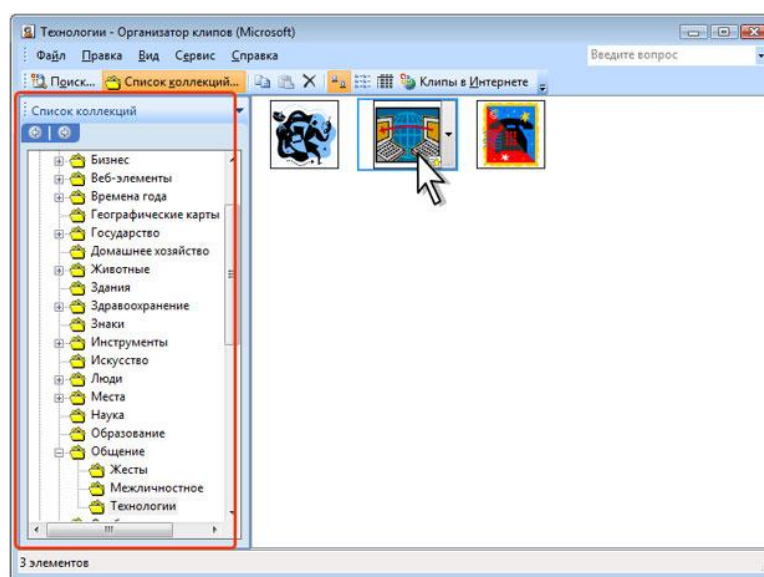 Технологии - Организатор клипов (Microsoft)
Файл Правка Вид Сервис Справка Введите вопрос
Поиск... Список коллекций... Клипы в Интернете
Список коллекций
Бизнес
Веб-элементы
Времена года
Географические карты
Государство
Домашнее хозяйство
Животные
Здания
Здравоохранение
Знаки
Инструменты
Искусство
Люди
Места
Наука
Образование
Общение
Жесты
Межличностное
Технологии
3 элементов